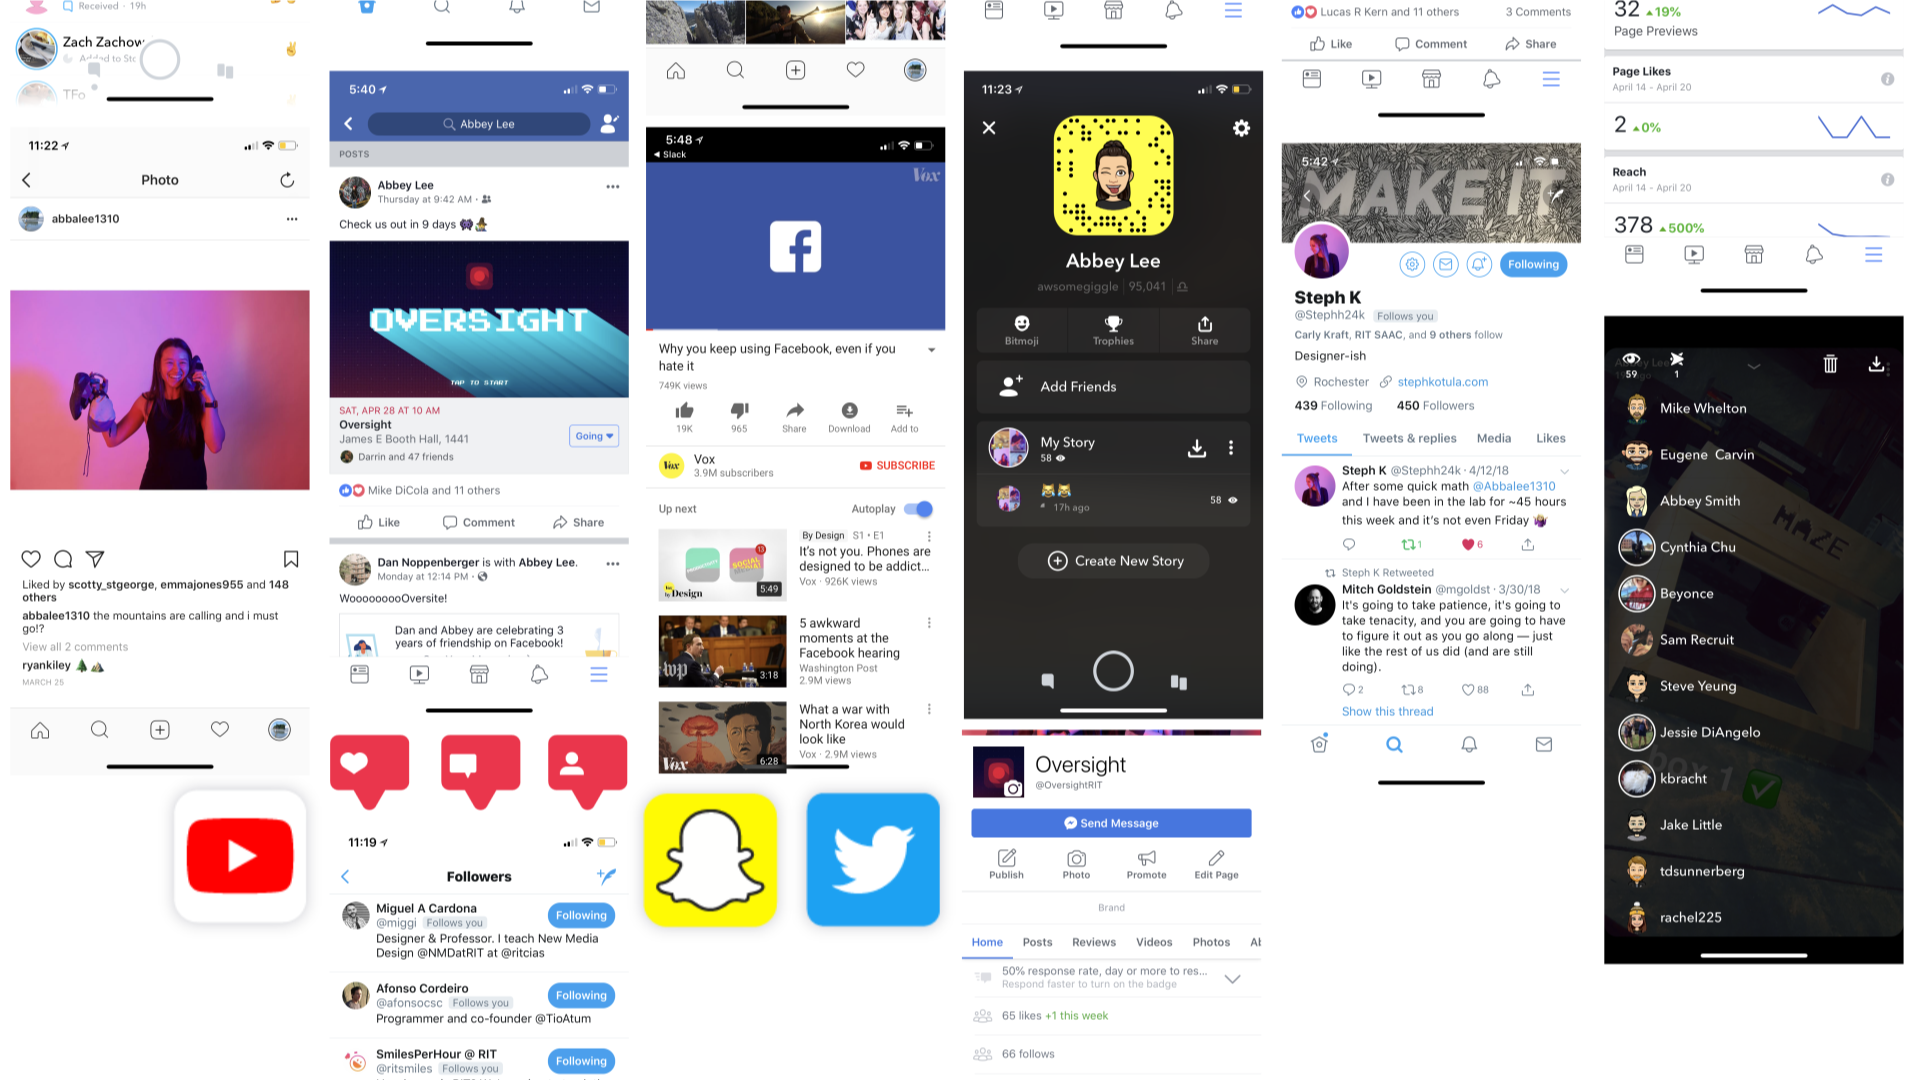 Received · 19h
Zach Zachow
Added to Sto
TFo
11:22
Photo
abbalee1310
Liked by scotty_stgeorge, emmajones955 and 148
others
abbalee1310 the mountains are calling and i must
go!?
View all 2 comments
ryankiley 🌲⛰
MARCH 25
5:40
Abbey Lee
POSTS
Abbey Lee
Thursday at 9:42 AM ·
Check us out in 9 days
OVERSIGHT
TAP TO START
SAT, APR 28 AT 10 AM
Oversight
James E Booth Hall, 1441
Darrin and 47 friends
Going
Mike DiCola and 11 others
Like
Comment
Share
Dan Noppenberger is with Abbey Lee.
Monday at 12:14 PM ·
WooooooooOversite!
Dan and Abbey are celebrating 3
years of friendship on Facebook!
11:19
Followers
Miguel A Cardona
@miggi Follows you
Following
Designer & Professor. I teach New Media
Design @NMDatRIT at @ritcias
Afonso Cordeiro
@afonsocsc Follows you
Following
Programmer and co-founder @TioAtum
SmilesPerHour @ RIT
@ritsmiles Follows you
Following
5:48
Slack
Vox
Why you keep using Facebook, even if you
hate it
749K views
19K
965
Share
Download
Add to
Vox
Vox
3.9M subscribers
SUBSCRIBE
Up next
Autoplay
by Design
5:49
13
By Design S1 · E1
It's not you. Phones are
designed to be addict...
Vox · 926K views
wp
3:18
5 awkward
moments at the
Facebook hearing
Washington Post
2.9M views
Vox
6:28
What a war with
North Korea would
look like
Vox · 2.9M views
11:23
Abbey Lee
awsomegiggle | 95,041 | ♎
Bitmoji
Trophies
Share
Add Friends
My Story
58
😹😹
17h ago
58
Create New Story
Oversight
@OversightRIT
Send Message
Publish
Photo
Promote
Edit Page
Brand
Home
Posts
Reviews
Videos
Photos
Al
50% response rate, day or more to res...
Respond faster to turn on the badge
65 likes +1 this week
66 follows
Lucas R Kern and 11 others
3 Comments
Like
Comment
Share
5:42
MAKE IT
Following
Steph K
@Stephh24k Follows you
Carly Kraft, RIT SAAC, and 9 others follow
Designer-ish
Rochester stephkotula.com
439 Following 450 Followers
Tweets
Tweets & replies
Media
Likes
Steph K @Stephh24k · 4/12/18
After some quick math @Abbalee1310
and I have been in the lab for ~45 hours
this week and it's not even Friday
1
6
Steph K Retweeted
Mitch Goldstein @mgoldst · 3/30/18
It's going to take patience, it's going to
take tenacity, and you are going to have
to figure it out as you go along — just
like the rest of us did (and are still
doing).
2
8
88
Show this thread
32 ▲19%
Page Previews
Page Likes
April 14 - April 20
2 ▲0%
Reach
April 14 - April 20
378 ▲500%
Abbey Lee
59
1
MAZE
Mike Whelton
Eugene Carvin
Abbey Smith
Cynthia Chu
Beyonce
Sam Recruit
Steve Yeung
Jessie DiAngelo
kbracht
BOX 1 ✅
Jake Little
tdsunnerberg
rachel225